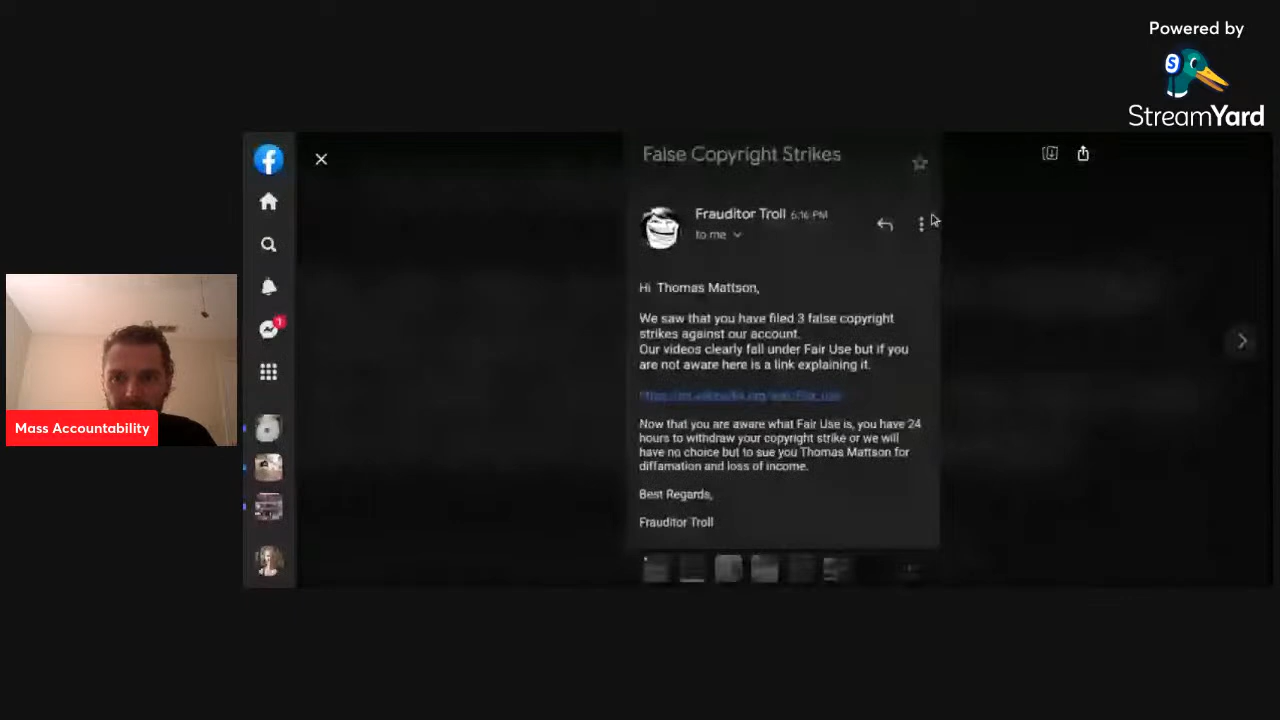 Powered by
StreamYard
False Copyright Strikes
Frauditor Troll 6:16 PM
to me
Hi Thomas Mattson,
We saw that you have filed 3 false copyright
strikes against our account.
Our videos clearly fall under Fair Use but if you
are not aware here is a link explaining it.
Now that you are aware what Fair Use is, you have 24
hours to withdraw your copyright strike or we will
have no choice but to sue you Thomas Mattson for
diffamation and loss of income.
Best Regards,
Frauditor Troll
Mass Accountability